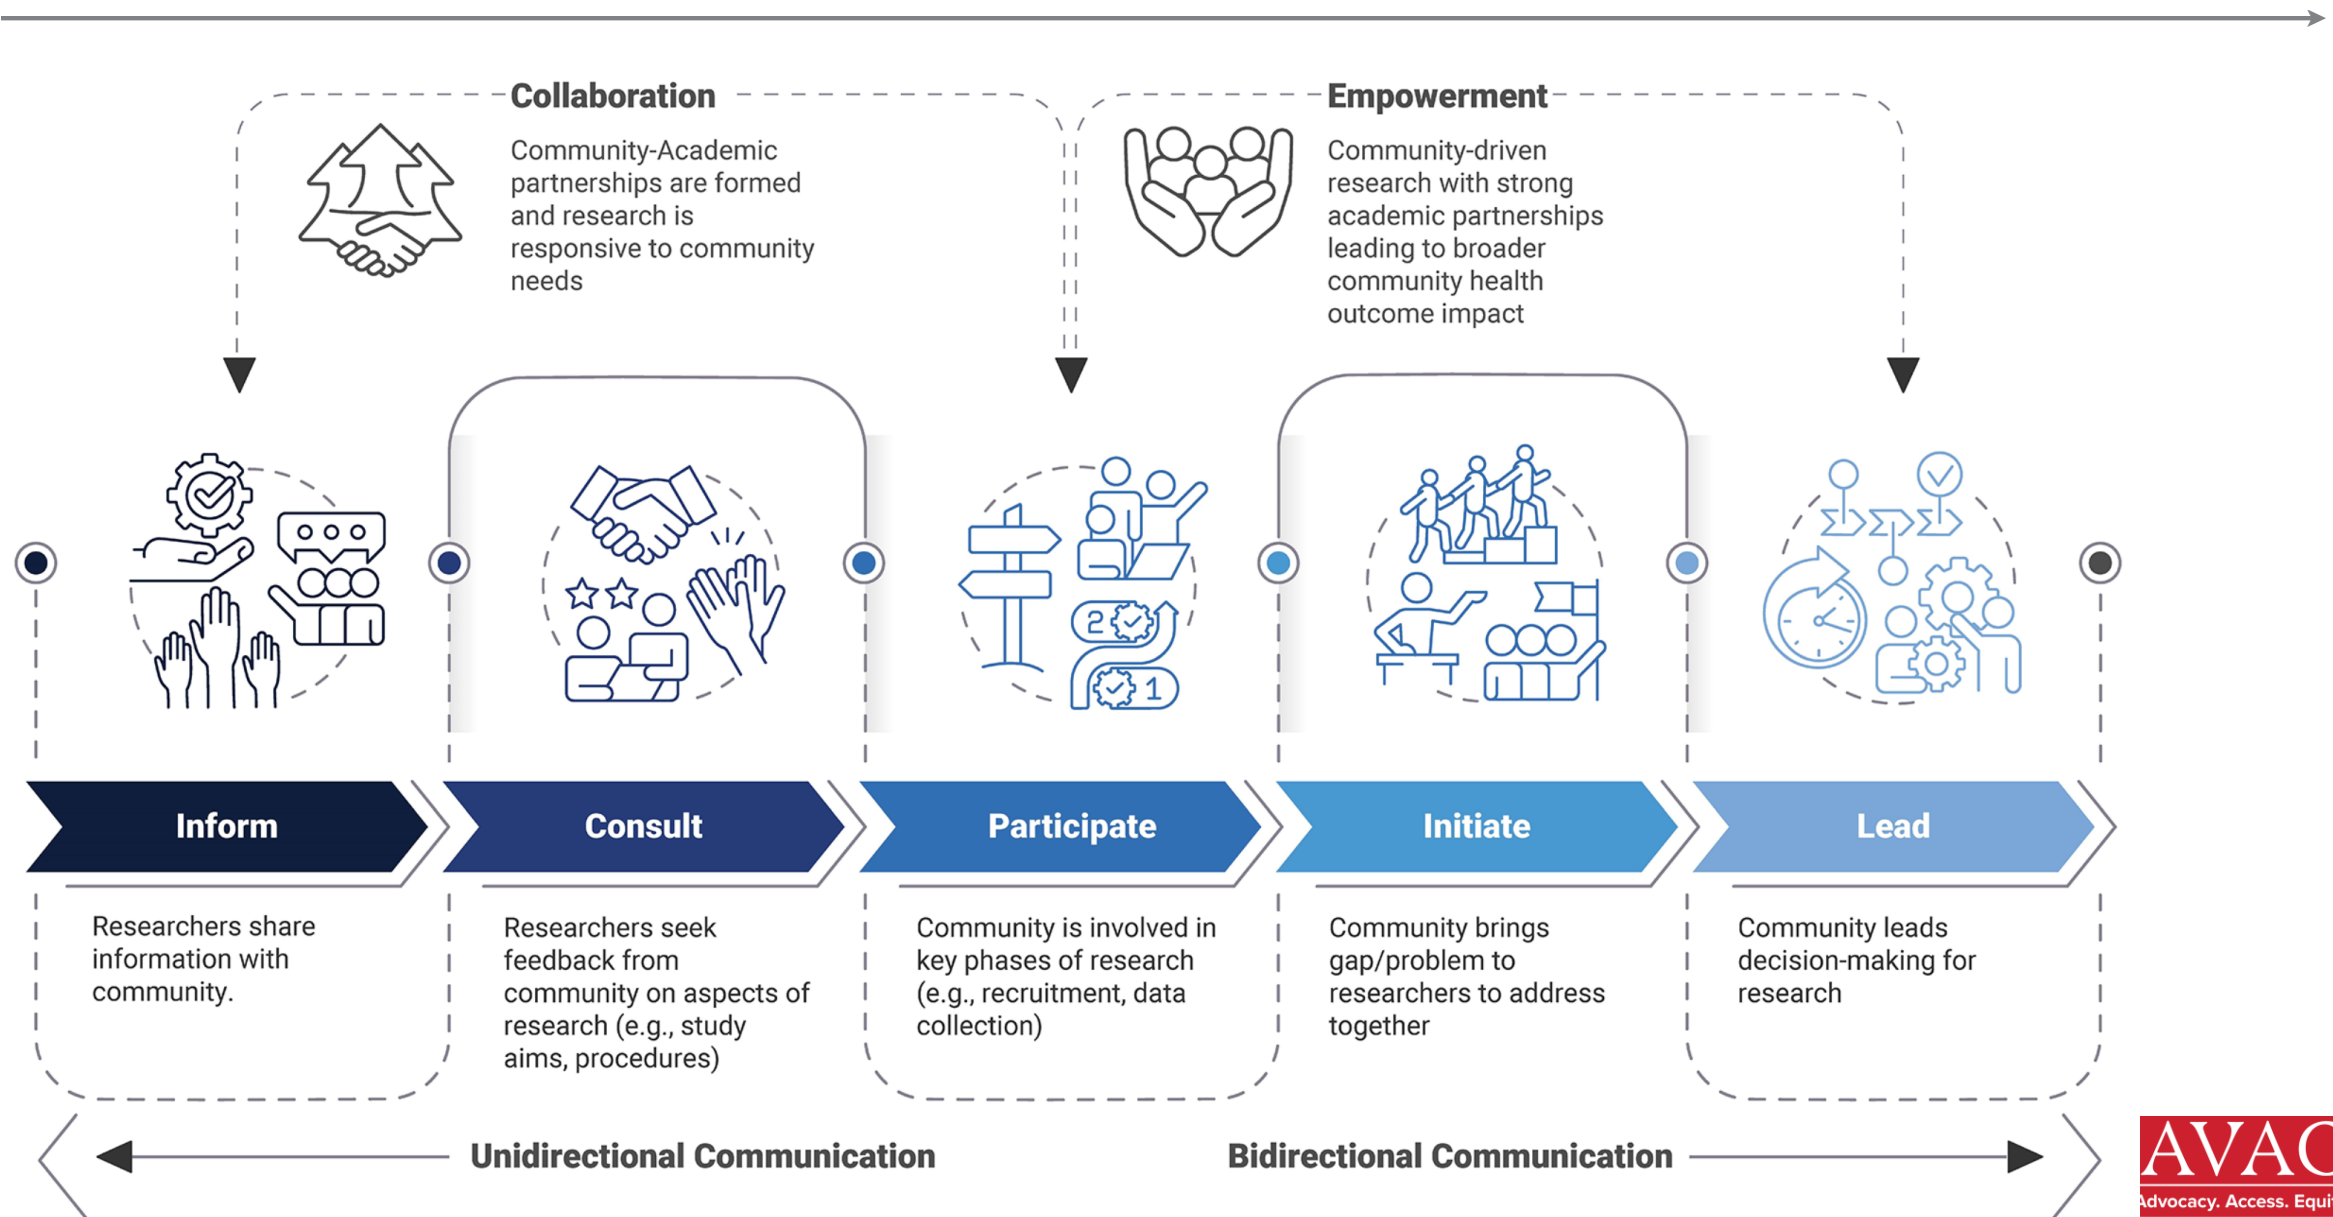 Collaboration
Community-Academic
partnerships are formed
and research is
responsive to community
needs
Empowerment
Community-driven
research with strong
academic partnerships
leading to broader
community health
outcome impact
2
1
Inform
Consult
Participate
Initiate
Lead
Researchers share
information with
community.
Researchers seek
feedback from
community on aspects of
research (e.g., study
aims, procedures)
Community is involved in
key phases of research
(e.g., recruitment, data
collection)
Community brings
gap/problem to
researchers to address
together
Community leads
decision-making for
research
Unidirectional Communication
Bidirectional Communication
AVAC
Advocacy. Access. Equi